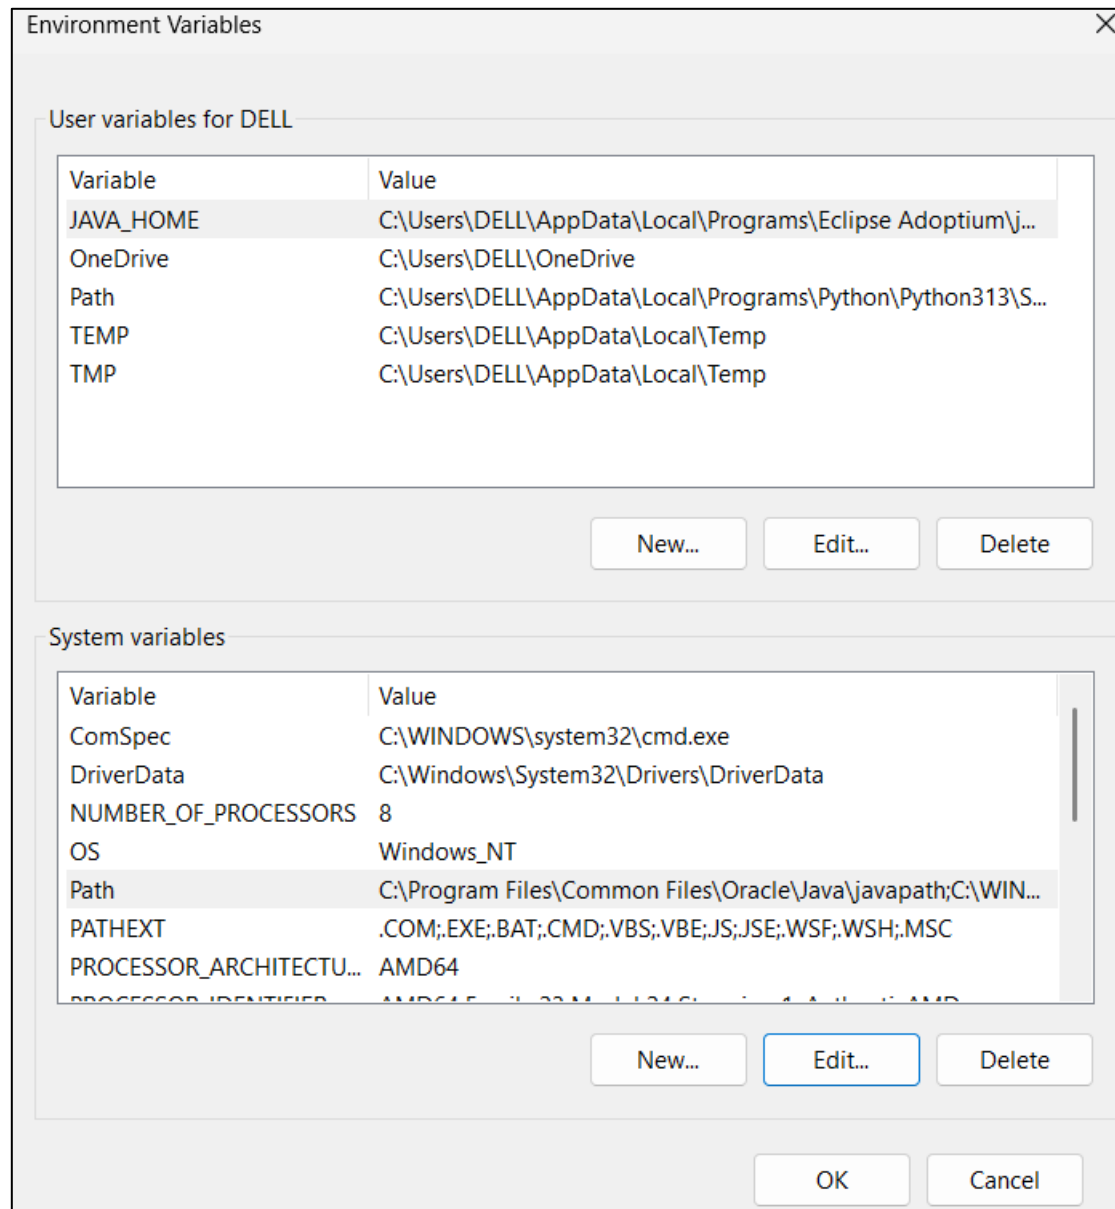 Environment Variables
User variables for DELL
Variable Value
JAVA_HOME C:\Users\DELL\AppData\Local\Programs\Eclipse Adoptium\j...
OneDrive C:\Users\DELL\OneDrive
Path C:\Users\DELL\AppData\Local\Programs\Python\Python313\S...
TEMP C:\Users\DELL\AppData\Local\Temp
TMP C:\Users\DELL\AppData\Local\Temp
New... Edit... Delete
System variables
Variable Value
ComSpec C:\WINDOWS\system32\cmd.exe
DriverData C:\Windows\System32\Drivers\DriverData
NUMBER_OF_PROCESSORS 8
OS Windows_NT
Path C:\Program Files\Common Files\Oracle\Java\javapath;C:\WIN...
PATHEXT .COM;.EXE;.BAT;.CMD;.VBS;.VBE;.JS;.JSE;.WSF;.WSH;.MSC
PROCESSOR_ARCHITECTU... AMD64
New... Edit... Delete
OK Cancel